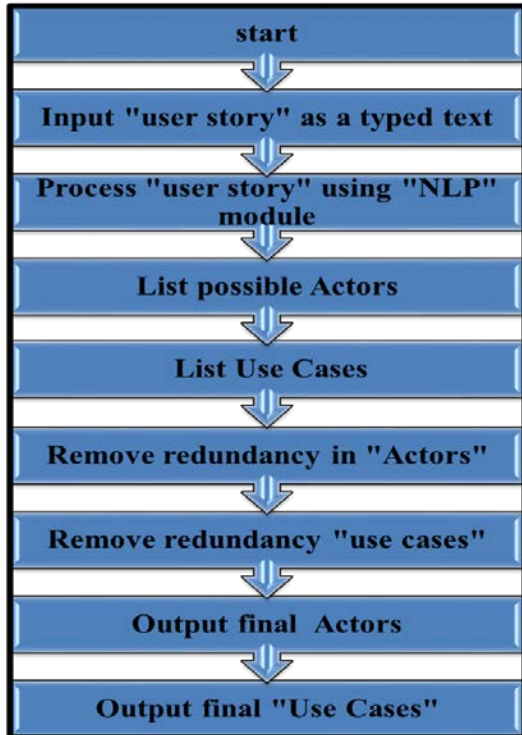 start
Input "user story" as a typed text
Process "user story" using "NLP"
module
List possible Actors
List Use Cases
Remove redundancy in "Actors"
Remove redundancy "use cases"
Output final Actors
Output final "Use Cases"